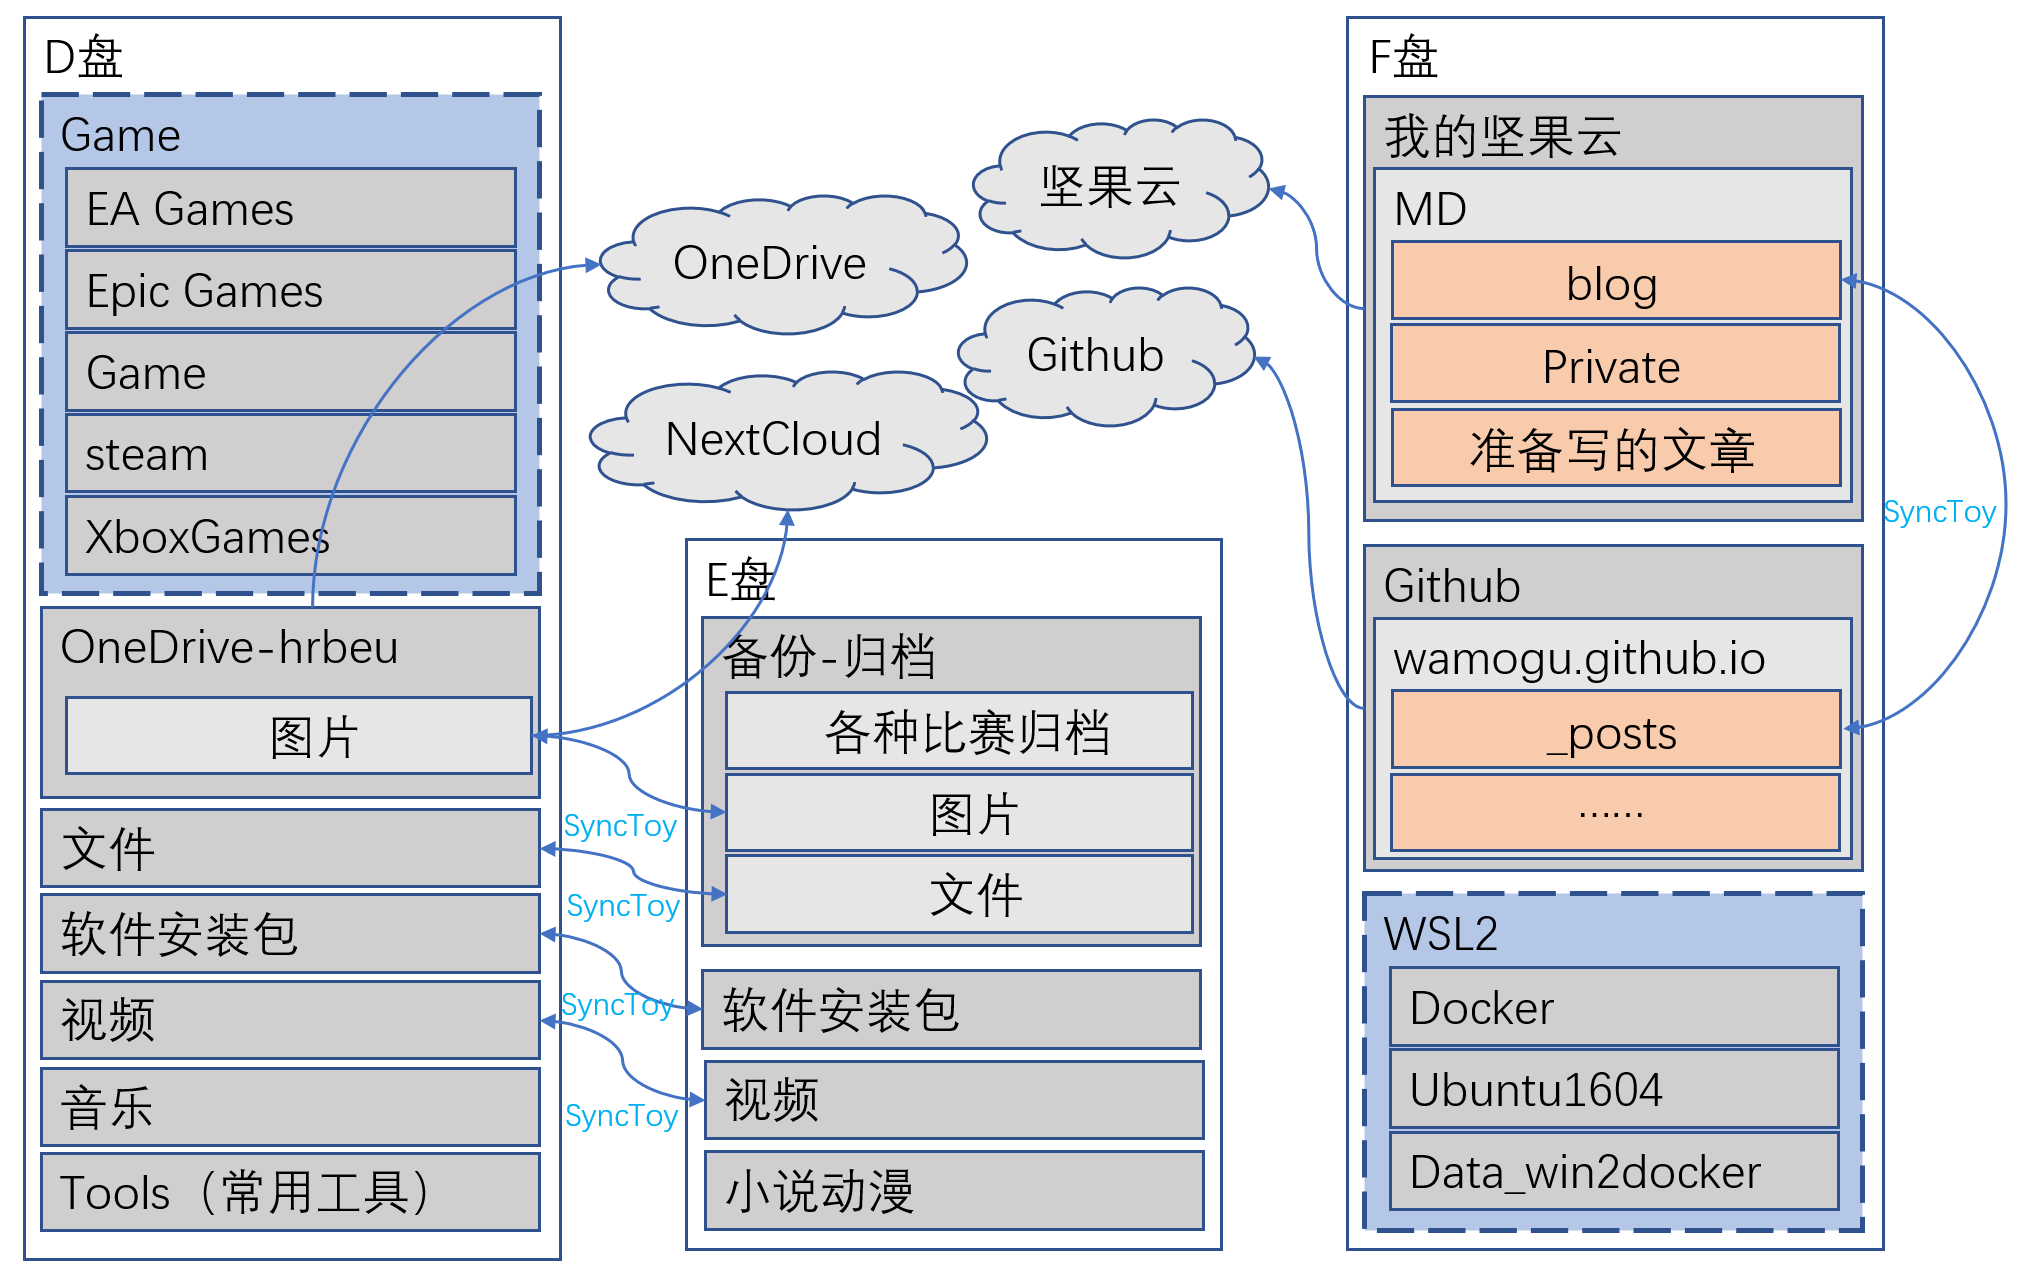 D盘
Game
EA Games
Epic Games
Game
steam
XboxGames
OneDrive-hrbeu
图片
文件
软件安装包
视频
音乐
Tools（常用工具）
OneDrive
坚果云
Github
NextCloud
SyncToy
SyncToy
SyncToy
SyncToy
E盘
备份-归档
各种比赛归档
图片
文件
软件安装包
视频
小说动漫
F盘
我的坚果云
MD
blog
Private
准备写的文章
SyncToy
Github
wamogu.github.io
_posts
……
WSL2
Docker
Ubuntu1604
Data_win2docker